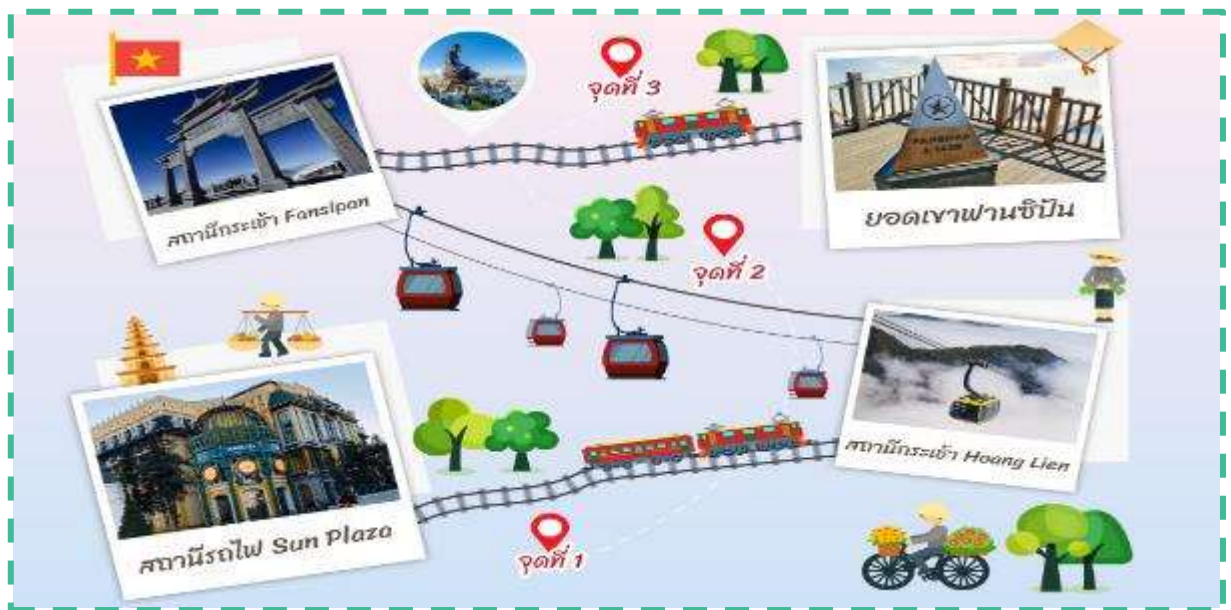 จุดที่ 3
สถานีกระเช้า Fansipan
ยอดเขาฟานซิปัน
จุดที่ 2
สถานีกระเช้า Hoang Lien
สถานีรถไฟ Sun Plaza
จุดที่ 1